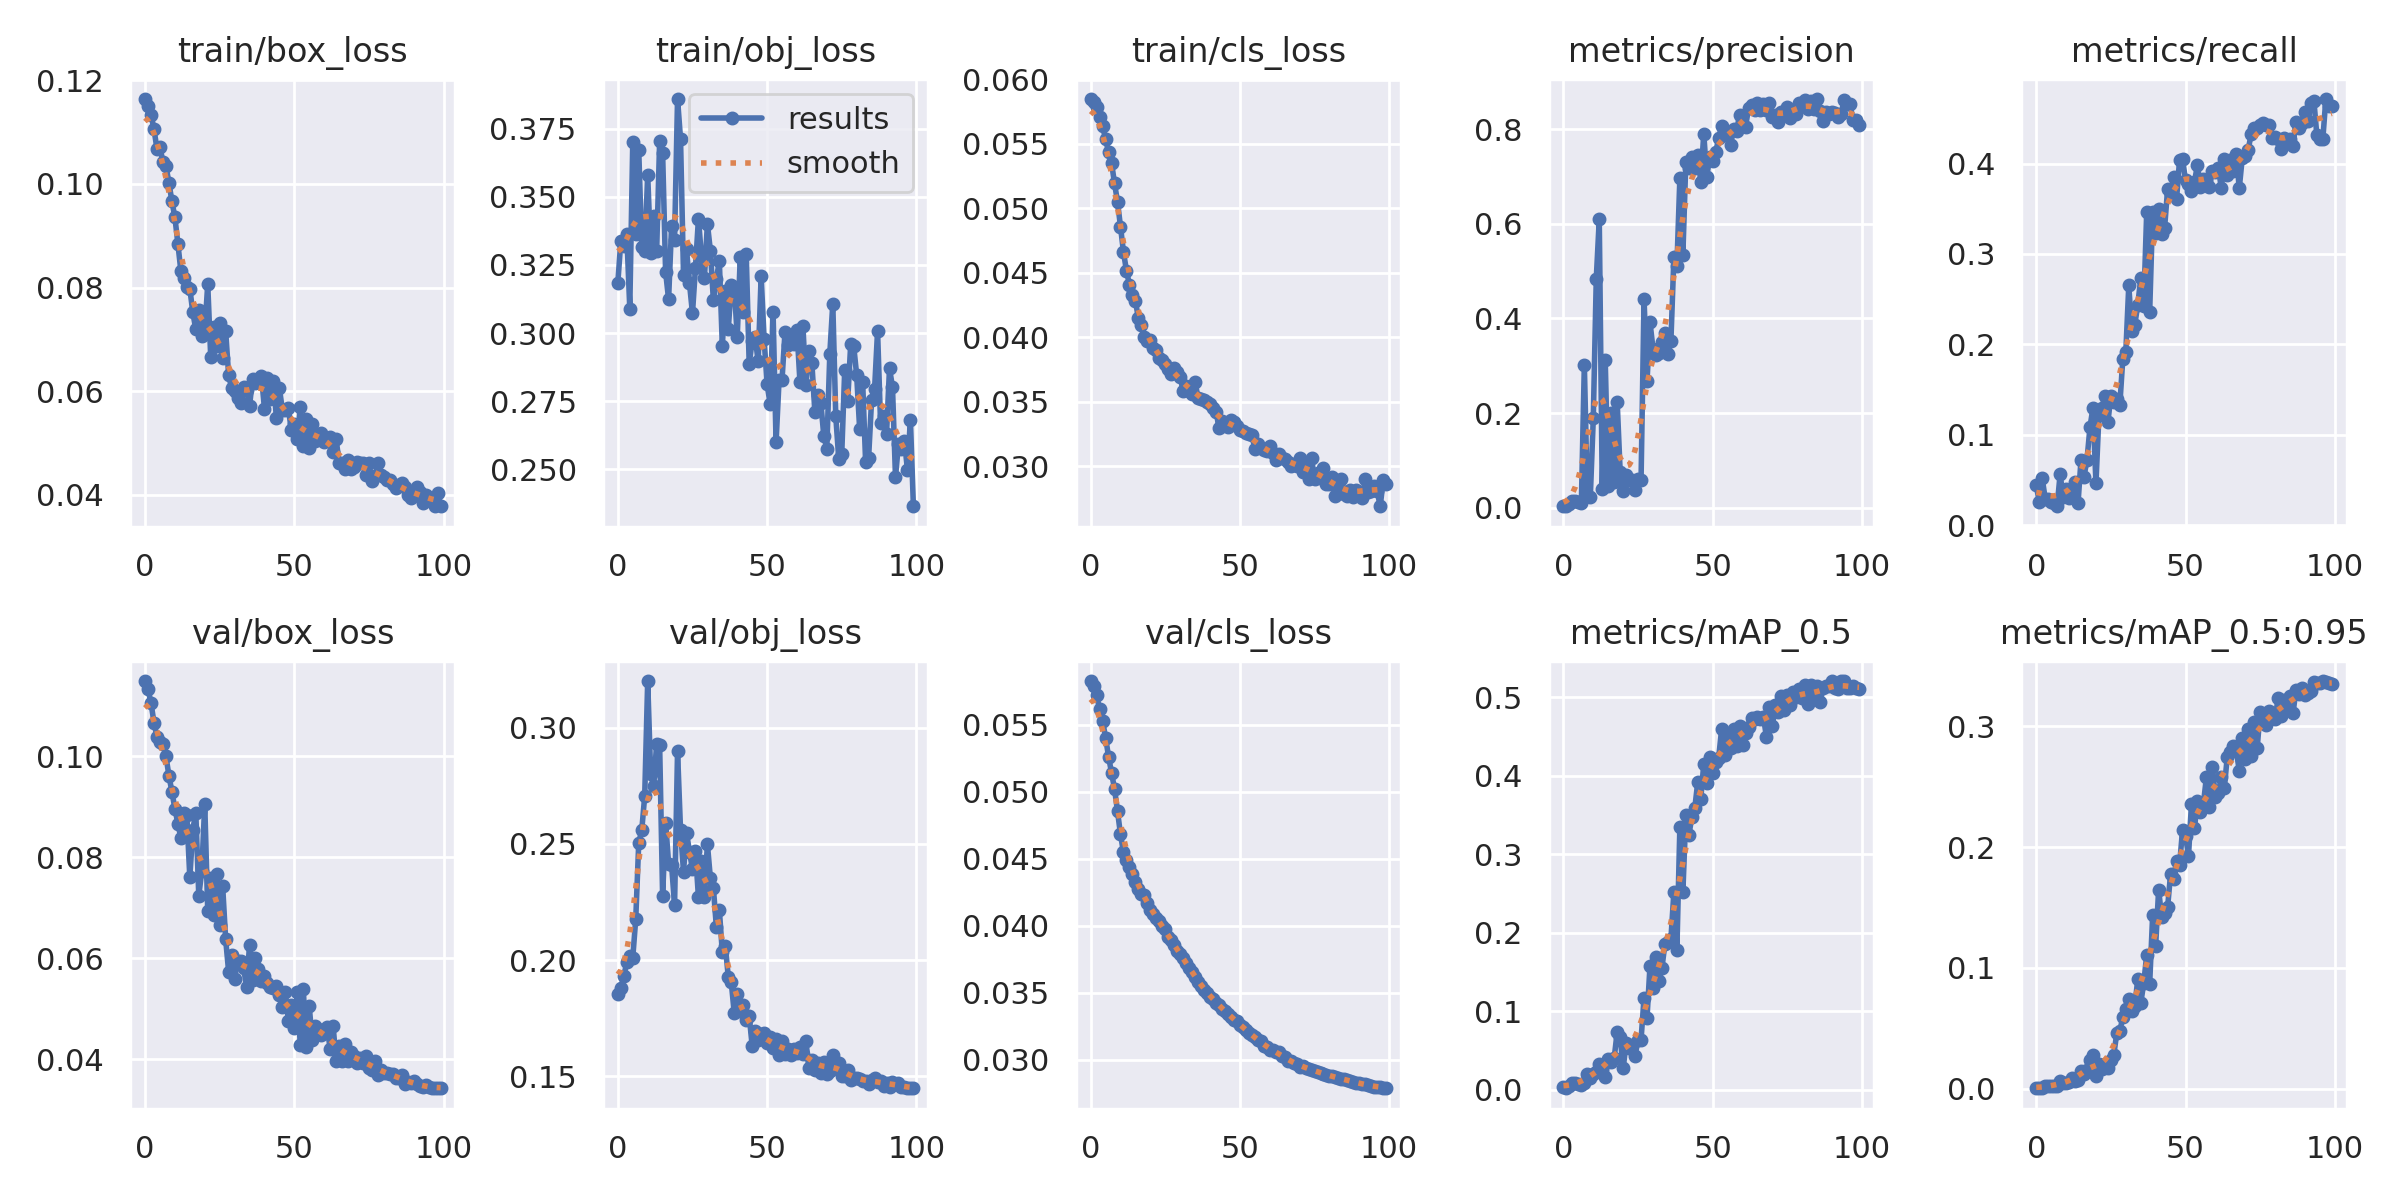 train/box_loss
0.12
0.10
0.08
0.06
0.04
0 50 100
train/obj_loss
results
smooth
0.375
0.350
0.325
0.300
0.275
0.250
0 50 100
train/cls_loss
0.060
0.055
0.050
0.045
0.040
0.035
0.030
0 50 100
metrics/precision
0.8
0.6
0.4
0.2
0.0
0 50 100
metrics/recall
0.4
0.3
0.2
0.1
0.0
0 50 100
val/box_loss
0.10
0.08
0.06
0.04
0 50 100
val/obj_loss
0.30
0.25
0.20
0.15
0 50 100
val/cls_loss
0.055
0.050
0.045
0.040
0.035
0.030
0 50 100
metrics/mAP_0.5
0.5
0.4
0.3
0.2
0.1
0.0
0 50 100
metrics/mAP_0.5:0.95
0.3
0.2
0.1
0.0
0 50 100